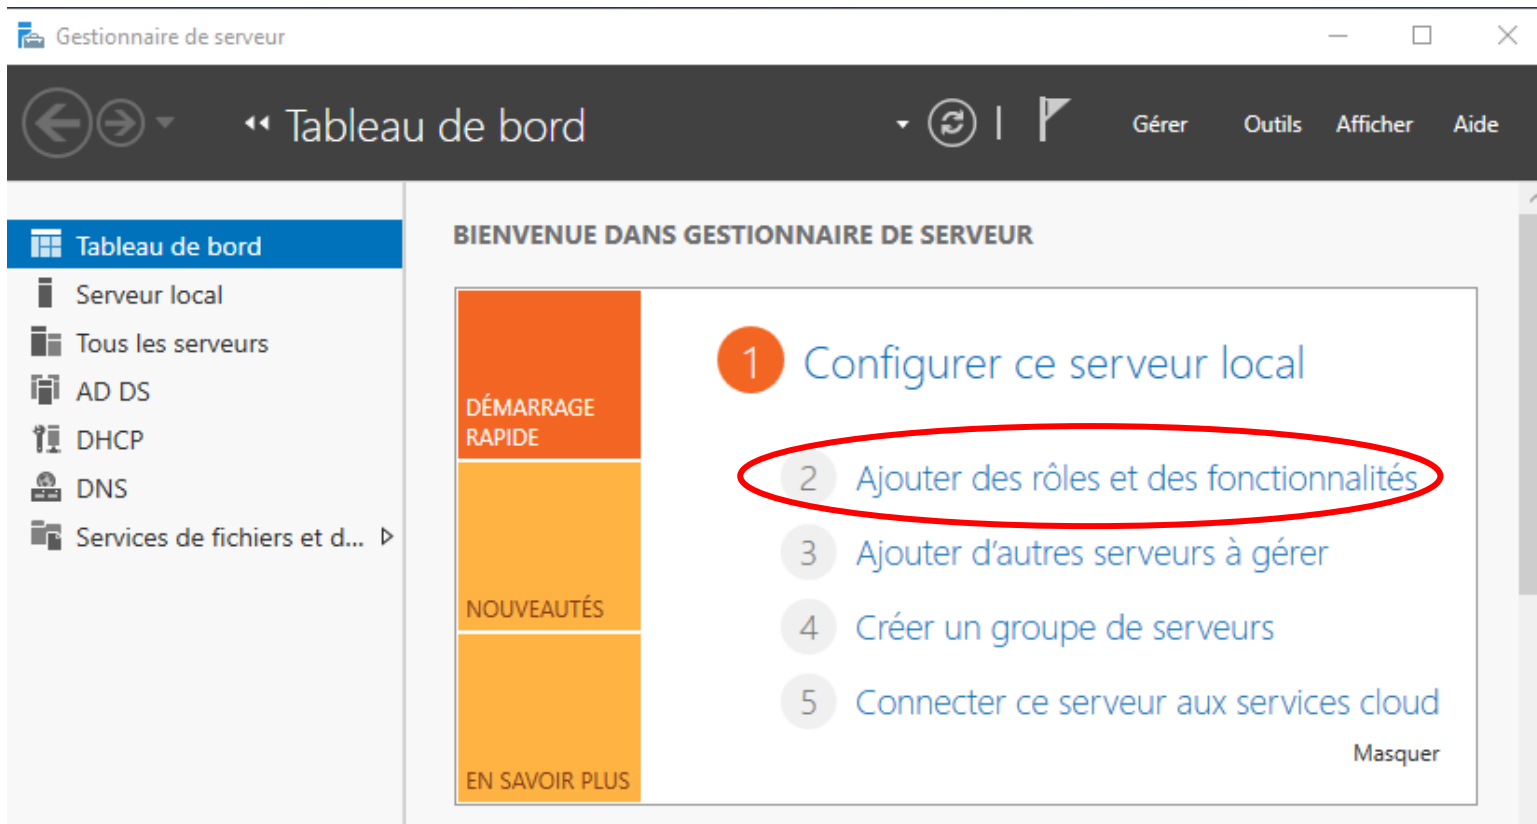 Gestionnaire de serveur
Tableau de bord
Gérer Outils Afficher Aide
Tableau de bord
Serveur local
Tous les serveurs
AD DS
DHCP
DNS
Services de fichiers et d...
BIENVENUE DANS GESTIONNAIRE DE SERVEUR
DÉMARRAGE
RAPIDE
NOUVEAUTÉS
EN SAVOIR PLUS
1 Configurer ce serveur local
2 Ajouter des rôles et des fonctionnalités
3 Ajouter d’autres serveurs à gérer
4 Créer un groupe de serveurs
5 Connecter ce serveur aux services cloud
Masquer